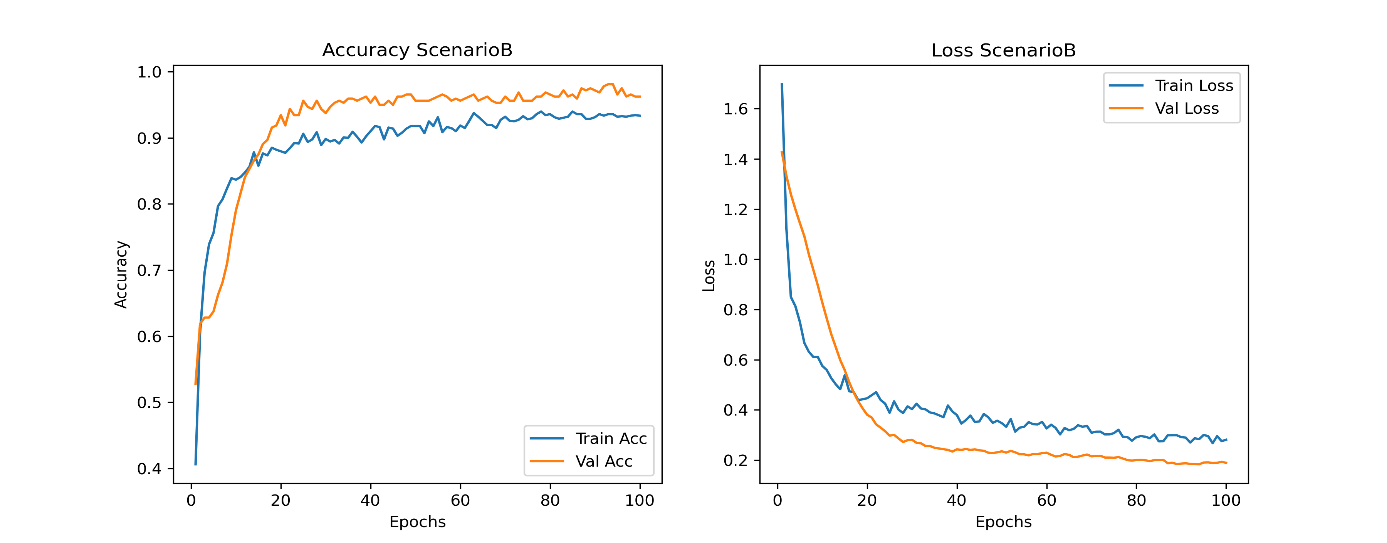 Accuracy ScenarioB
1.0
0.9
0.8
0.7
0.6
0.5
0.4
Accuracy
0
20
40
60
80
100
Epochs
Train Acc
Val Acc
Loss ScenarioB
1.6
1.4
1.2
1.0
0.8
0.6
0.4
0.2
Loss
0
20
40
60
80
100
Epochs
Train Loss
Val Loss